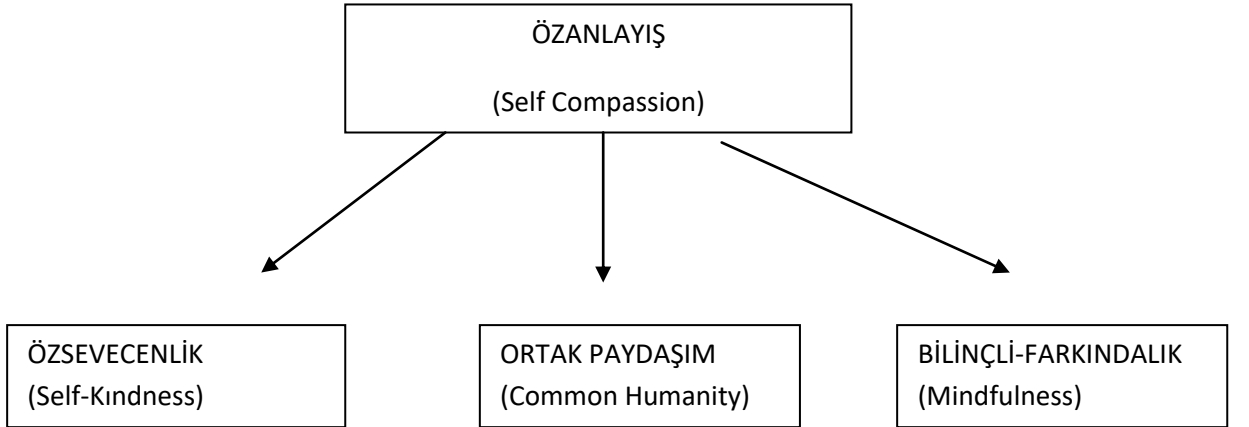 ÖZANLAYIŞ
(Self Compassion)
ÖZSEVECENLİK
(Self-Kındness)
ORTAK PAYDAŞIM
(Common Humanity)
BİLİNÇLİ-FARKINDALIK
(Mindfulness)